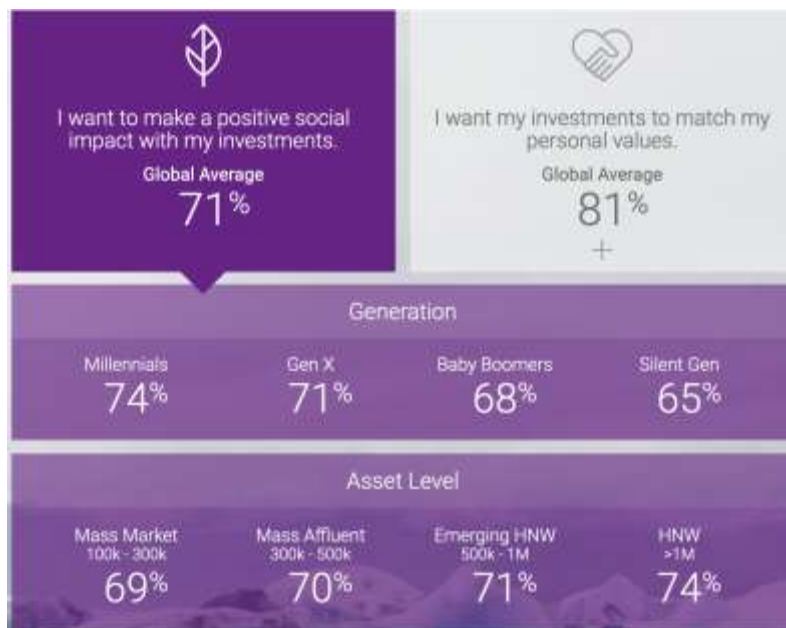 I want to make a positive social
impact with my investments.
Global Average
71%
I want my investments to match my
personal values.
Global Average
81%
+
Generation
Millennials
74%
Gen X
71%
Baby Boomers
68%
Silent Gen
65%
Asset Level
Mass Market
100k - 300k
69%
Mass Affluent
300k - 500k
70%
Emerging HNW
500k - 1M
71%
HNW
>1M
74%